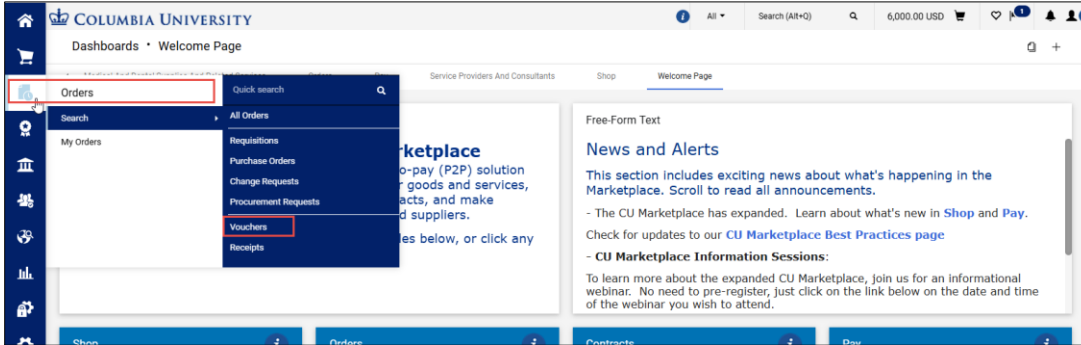 COLUMBIA UNIVERSITY
All
Search (Alt+Q)
6,000.00 USD
1
Dashboards • Welcome Page
Medical And Dental Supplies And Related Services
Orders
Pay
Service Providers And Consultants
Shop
Welcome Page
Orders
Search
My Orders
Quick search
All Orders
Requisitions
Purchase Orders
Change Requests
Procurement Requests
Vouchers
Receipts
rketplace
o-pay (P2P) solution
r goods and services,
acts, and make
d suppliers.
les below, or click any
Free-Form Text
News and Alerts
This section includes exciting news about what's happening in the
Marketplace. Scroll to read all announcements.
- The CU Marketplace has expanded. Learn about what's new in Shop and Pay.
Check for updates to our CU Marketplace Best Practices page
- CU Marketplace Information Sessions:
To learn more about the expanded CU Marketplace, join us for an informational
webinar. No need to pre-register, just click on the link below on the date and time
of the webinar you wish to attend.
Shop
Orders
Contracts
Pay